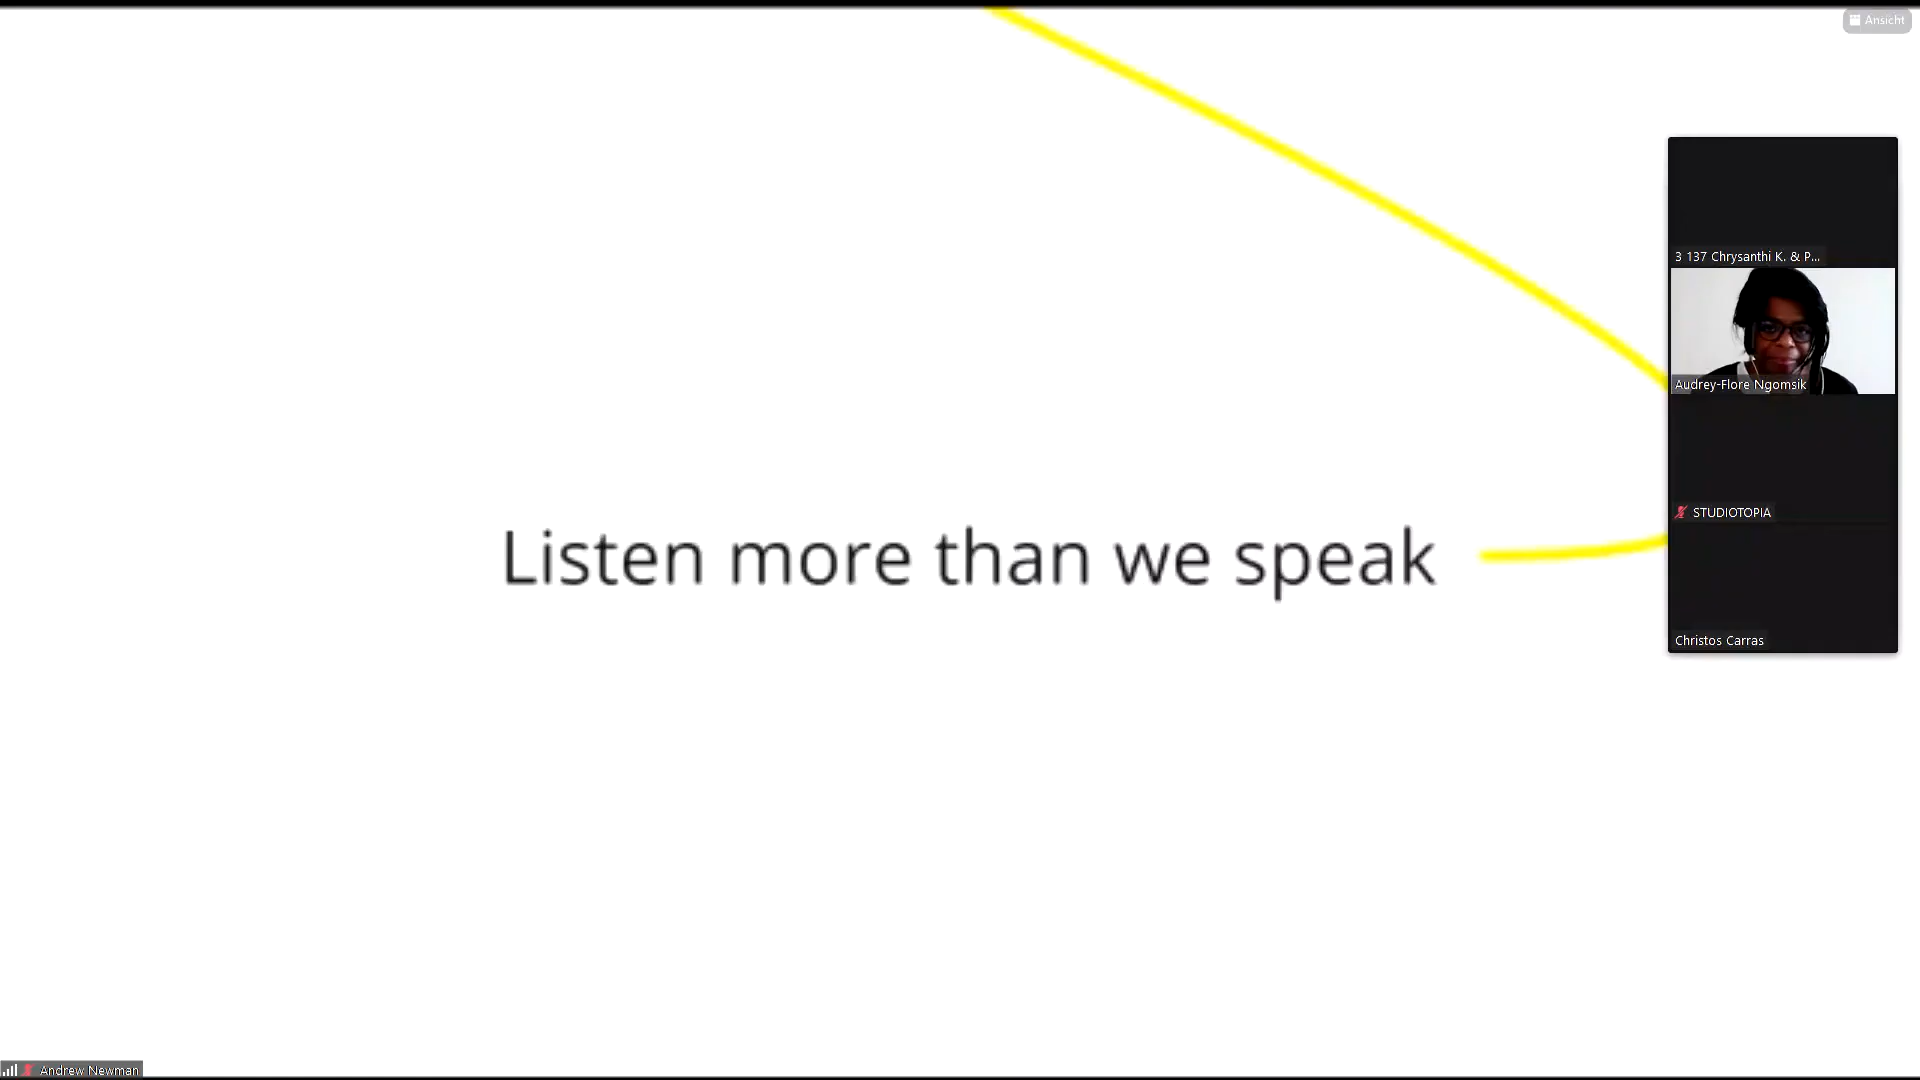 Ansicht
3 137 Chrysanthi K. & P...
Audrey-Flore Ngomsik
STUDIOTOPIA
Listen more than we speak
Christos Carras
Andrew Newman